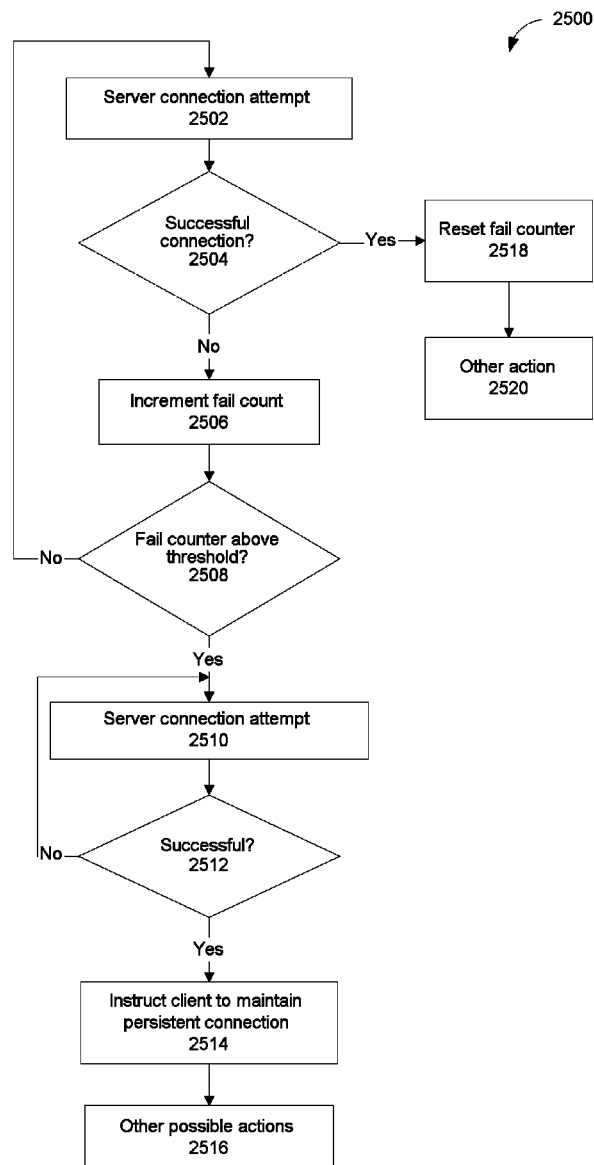 2500
Server connection attempt
2502
Successful
connection?
2504
Yes
Reset fail counter
2518
Other action
2520
No
Increment fail count
2506
Fail counter above
threshold?
2508
No
Yes
Server connection attempt
2510
Successful?
2512
No
Yes
Instruct client to maintain
persistent connection
2514
Other possible actions
2516